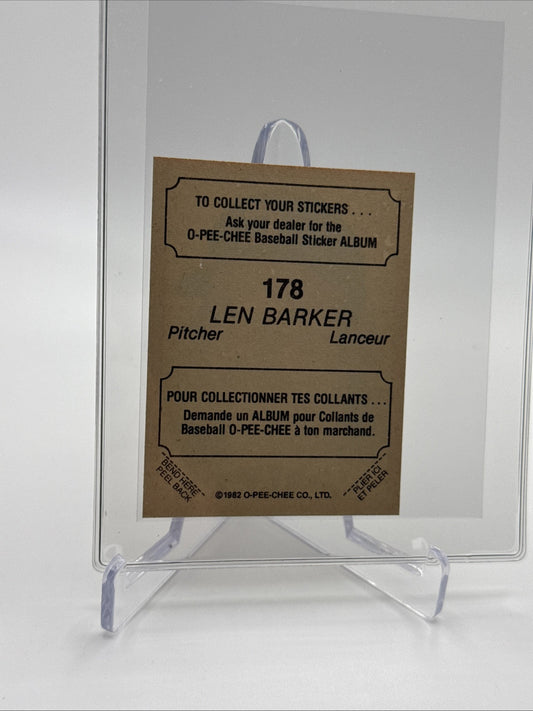 TO COLLECT YOUR STICKERS . . .
Ask your dealer for the
O-PEE-CHEE Baseball Sticker ALBUM
178
LEN BARKER
Pitcher Lanceur
POUR COLLECTIONNER TES COLLANTS . . .
Demande un ALBUM pour Collants de
Baseball O-PEE-CHEE à ton marchand.
BEND HERE
PEEL BACK
©1982 O-PEE-CHEE CO., LTD.
PLIER ICI
ET PELER